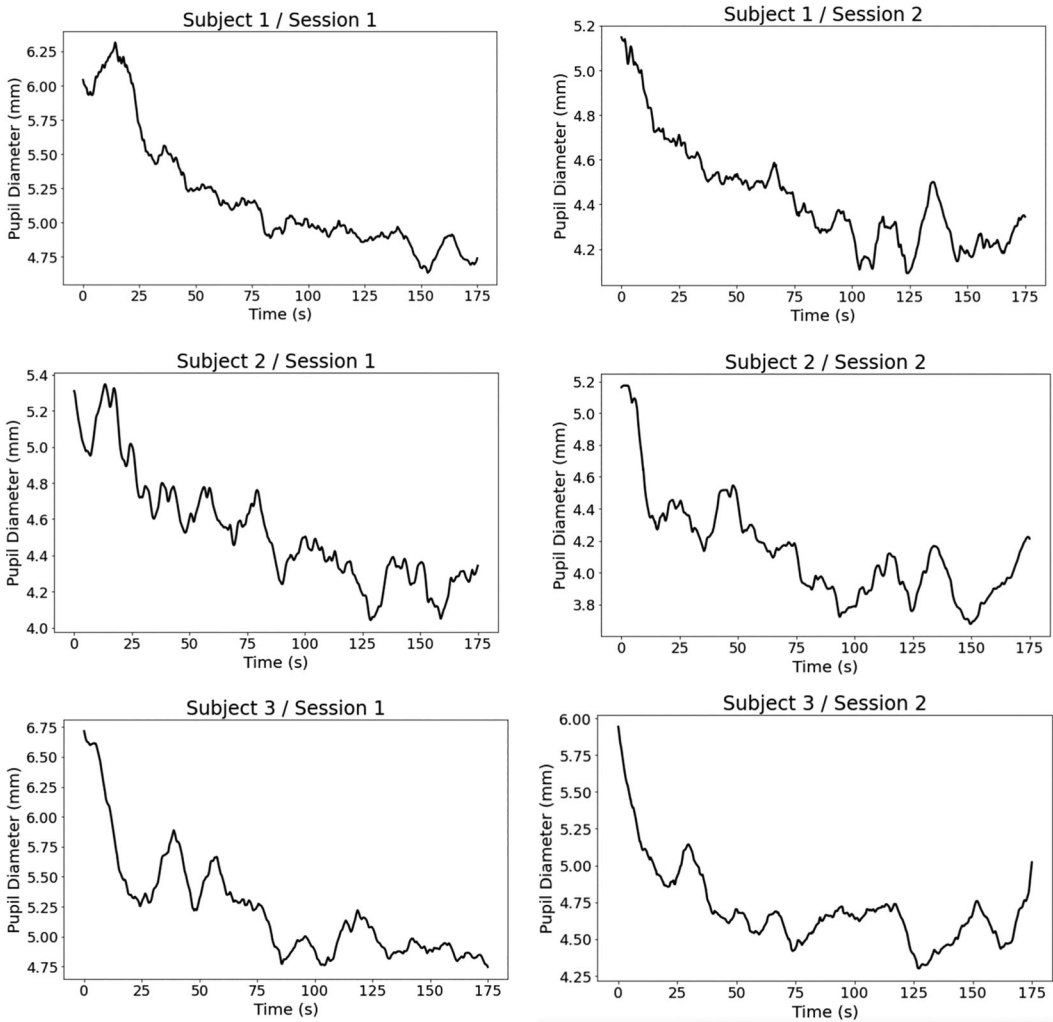 Subject 1 / Session 1
Pupil Diameter (mm)
6.25
6.00
5.75
5.50
5.25
5.00
4.75
0 25 50 75 100 125 150 175
Time (s)
Subject 1 / Session 2
Pupil Diameter (mm)
5.2
5.0
4.8
4.6
4.4
4.2
0 25 50 75 100 125 150 175
Time (s)
Subject 2 / Session 1
Pupil Diameter (mm)
5.4
5.2
5.0
4.8
4.6
4.4
4.2
4.0
0 25 50 75 100 125 150 175
Time (s)
Subject 2 / Session 2
Pupil Diameter (mm)
5.2
5.0
4.8
4.6
4.4
4.2
4.0
3.8
0 25 50 75 100 125 150 175
Time (s)
Subject 3 / Session 1
Pupil Diameter (mm)
6.75
6.50
6.25
6.00
5.75
5.50
5.25
5.00
4.75
0 25 50 75 100 125 150 175
Time (s)
Subject 3 / Session 2
Pupil Diameter (mm)
6.00
5.75
5.50
5.25
5.00
4.75
4.50
4.25
0 25 50 75 100 125 150 175
Time (s)